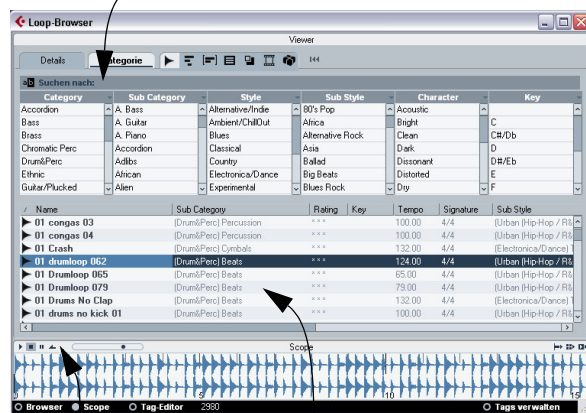 Loop-Browser
Viewer
Details Kategorie 144
Suchen nach:
Category Sub Category Style Sub Style Character Key
Accordion A. Bass Alternative/Indie 80's Pop Acoustic
Bass A. Guitar Ambient/ChillOut Africa Bright C
Brass A. Piano Blues Alternative Rock Clean C#/Db
Chromatic Perc Accordion Classical Asia Dark D
Drum&Perc Adlibs Country Ballad Dissonant D#/Eb
Ethnic African Electronica/Dance Big Beats Distorted E
Guitar/Plucked Alien Experimental Blues Rock Dry F
/ Name Sub Category Rating Key Tempo Signature Sub Style
01 congas 03 (Drum&Perc) Percussion *** 100.00 4/4 (Urban (Hip-Hop / R&
01 congas 04 (Drum&Perc) Percussion *** 100.00 4/4 (Urban (Hip-Hop / R&
01 Crash (Drum&Perc) Cymbals *** 132.00 4/4 (Electronica/Dance) T
01 drumloop 062 (Drum&Perc) Beats *** 124.00 4/4 (Urban (Hip-Hop / R&
01 Drumloop 065 (Drum&Perc) Beats *** 65.00 4/4 (Urban (Hip-Hop / R&
01 Drumloop 079 (Drum&Perc) Beats *** 79.00 4/4 (Urban (Hip-Hop / R&
01 Drums No Clap (Drum&Perc) Beats *** 132.00 4/4 (Electronica/Dance) T
01 drums no kick 01 (Drum&Perc) Beats *** 100.00 4/4 (Urban (Hip-Hop / R&
Scope
0 5 10 15
Browser Scope Tag-Editor 2980 Tags verwalten